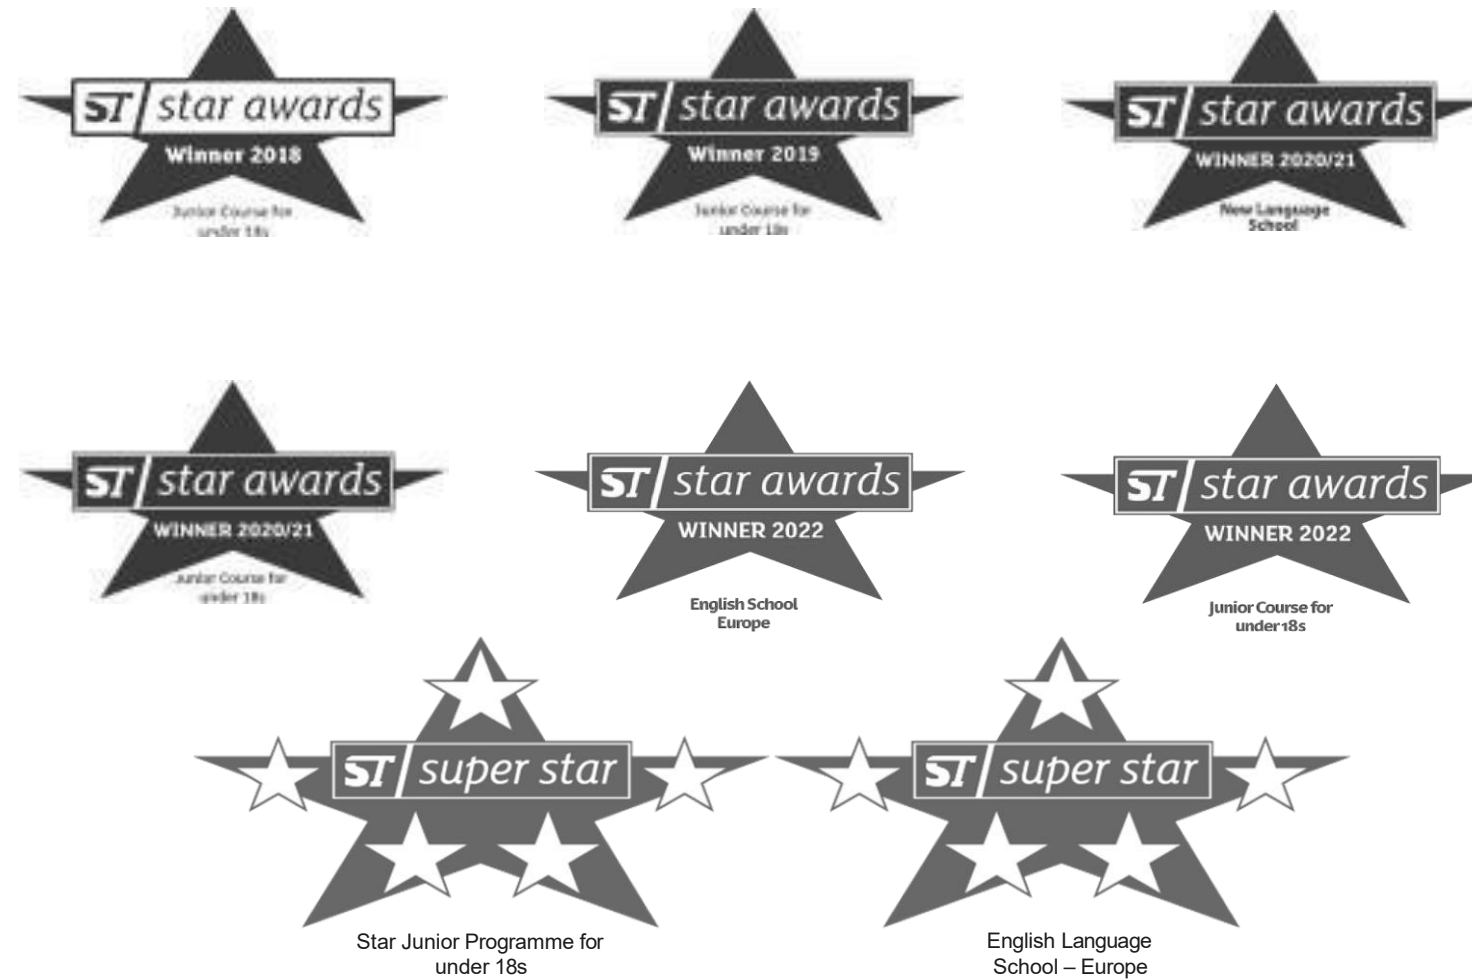 ST star awards
Winner 2018
Junior Course for
under 18s
ST star awards
Winner 2019
Junior Course for
under 18s
ST star awards
WINNER 2020/21
New Language
School
ST star awards
WINNER 2020/21
Junior Course for
under 18s
ST star awards
WINNER 2022
English School
Europe
ST star awards
WINNER 2022
Junior Course for
under 18s
ST super star
Star Junior Programme for
under 18s
ST super star
English Language
School – Europe